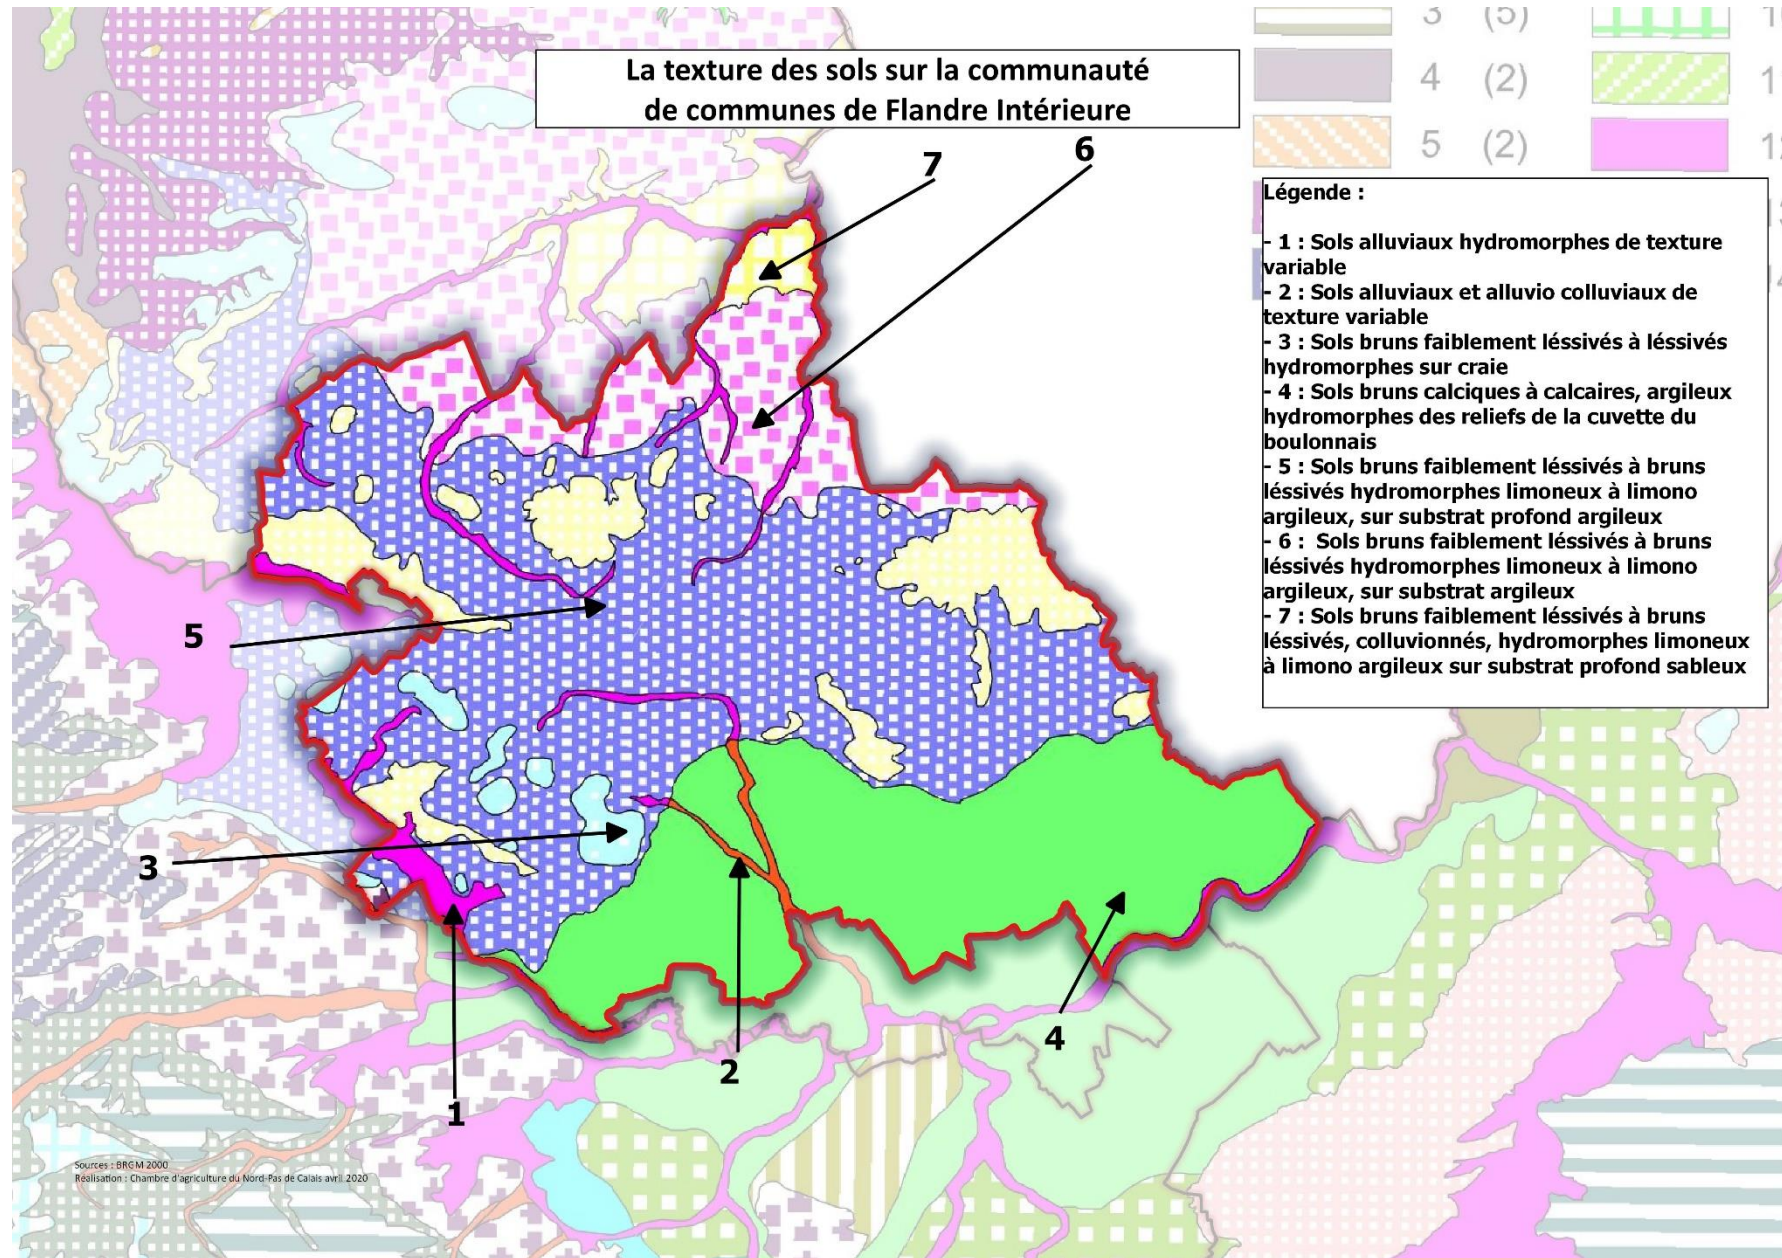 3 (5)
4 (2)
5 (2)
La texture des sols sur la communauté
de communes de Flandre Intérieure
7
6
Légende :
- 1 : Sols alluviaux hydromorphes de texture
variable
- 2 : Sols alluviaux et alluvio colluviaux de
texture variable
- 3 : Sols bruns faiblement léssivés à léssivés
hydromorphes sur craie
- 4 : Sols bruns calciques à calcaires, argileux
hydromorphes des reliefs de la cuvette du
boulonnais
- 5 : Sols bruns faiblement léssivés à bruns
léssivés hydromorphes limoneux à limono
argileux, sur substrat profond argileux
- 6 : Sols bruns faiblement léssivés à bruns
léssivés hydromorphes limoneux à limono
argileux, sur substrat argileux
- 7 : Sols bruns faiblement léssivés à bruns
léssivés, colluvionnés, hydromorphes limoneux
à limono argileux sur substrat profond sableux
5
3
4
2
1
Sources : BRGM 2000
Réalisation : Chambre d'agriculture du Nord-Pas de Calais avril 2020